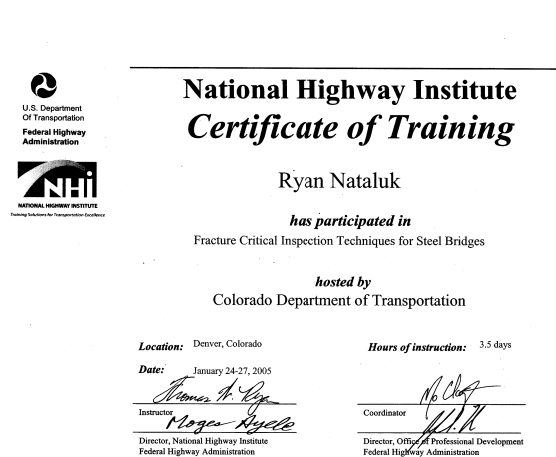 National Highway Institute
Certificate of Training
U.S. Department
Of Transportation
Federal Highway
Administration
NHI
NATIONAL HIGHWAY INSTITUTE
Training Solutions for Transportation Excellence
Ryan Nataluk
has participated in
Fracture Critical Inspection Techniques for Steel Bridges
hosted by
Colorado Department of Transportation
Location: Denver, Colorado
Hours of instruction: 3.5 days
Date: January 24-27, 2005
Thomas W. Rya
Instructor
Coordinator
Moges Ayele
Director, National Highway Institute
Federal Highway Administration
Director, Office of Professional Development
Federal Highway Administration